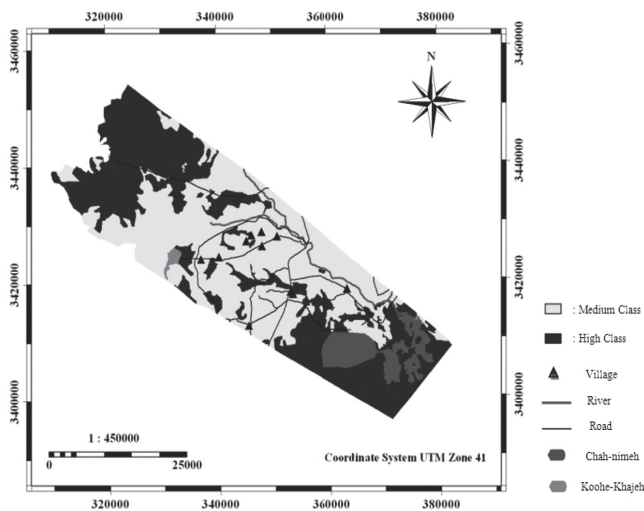 320000 340000 360000 380000
3460000
3440000
3420000
3400000
3460000
3440000
3420000
3400000
N
1 : 450000
0 25000
Coordinate System UTM Zone 41
320000 340000 360000 380000
: Medium Class
: High Class
Village
River
Road
Chah-nimeh
Koohe-Khajeh